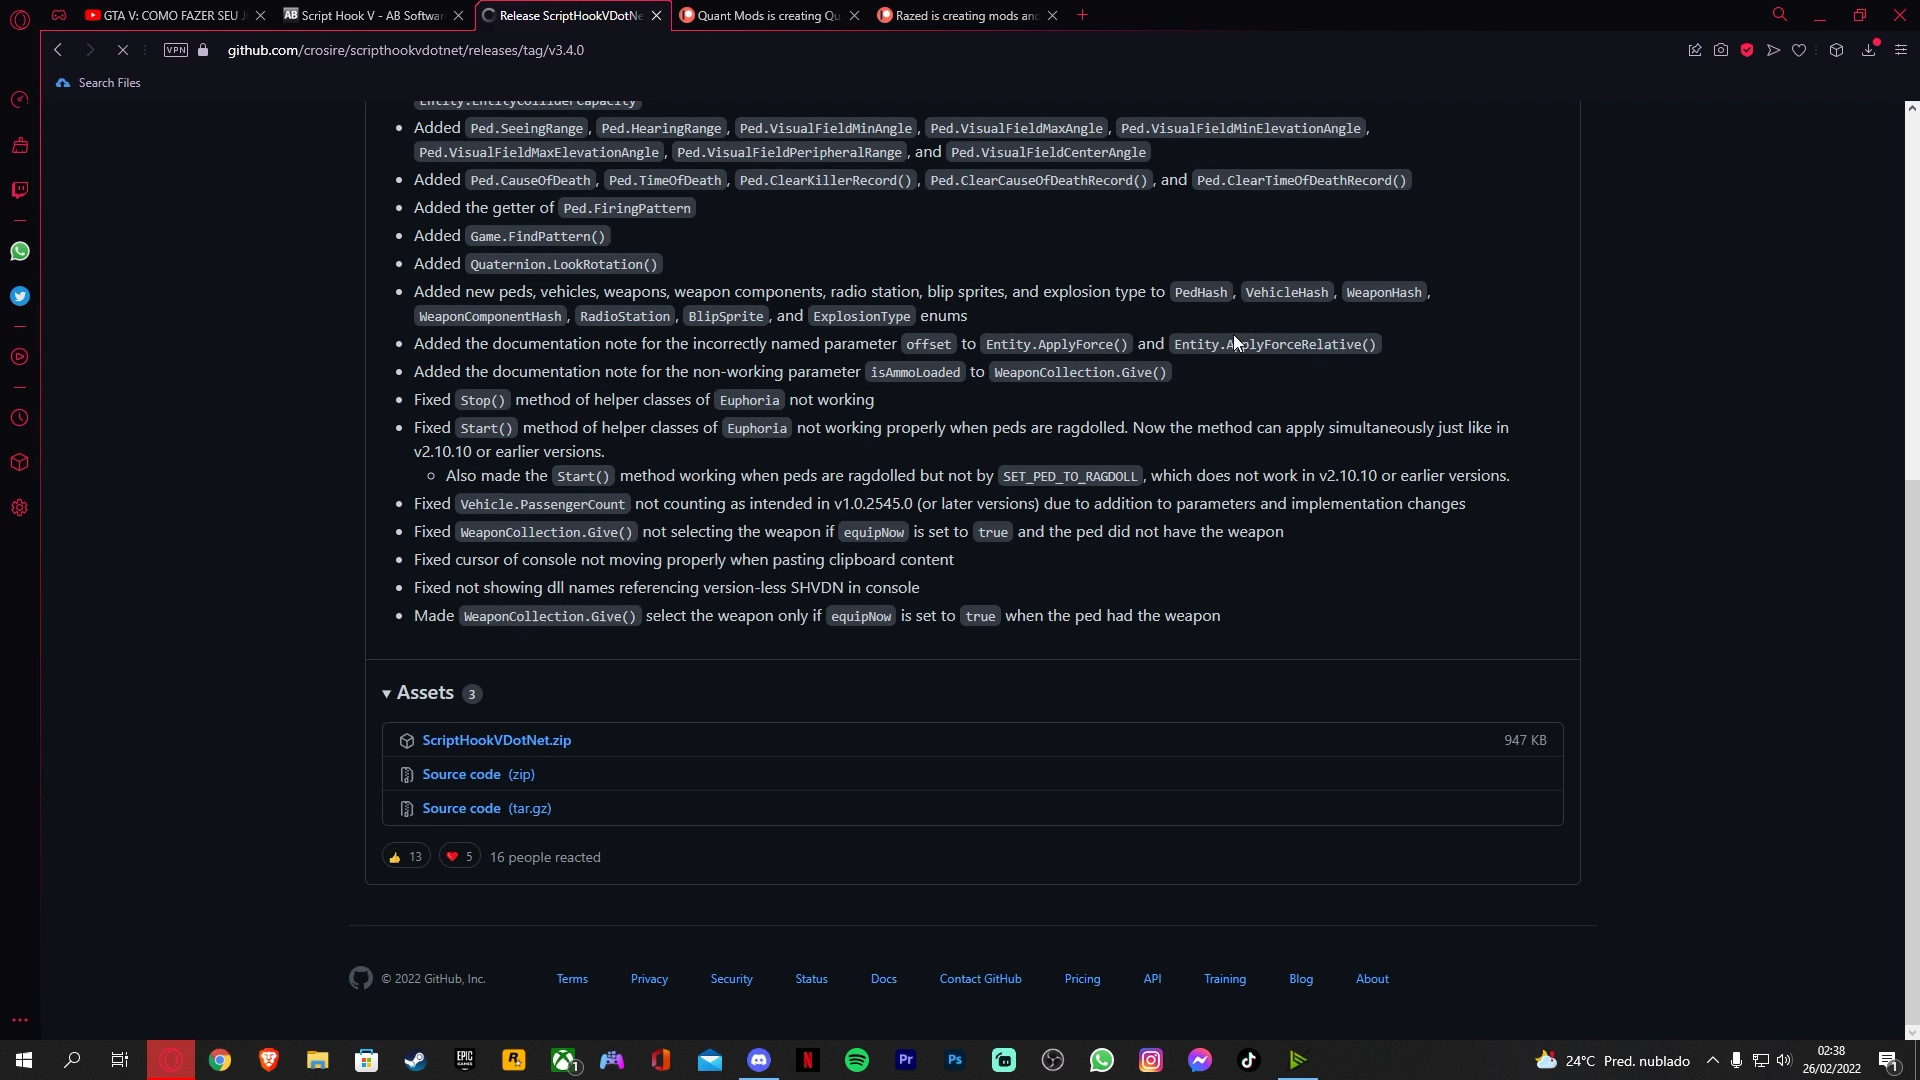 GTA V: COMO FAZER SEU J
Script Hook V - AB Softwar
Release ScriptHookVDotNe
Quant Mods is creating Qu
Razed is creating mods and
VPN
github.com/crosire/scripthookvdotnet/releases/tag/v3.4.0
Search Files
Entity.EntityColliderCapacity
• Added Ped.SeeingRange, Ped.HearingRange, Ped.VisualFieldMinAngle, Ped.VisualFieldMaxAngle, Ped.VisualFieldMinElevationAngle,
Ped.VisualFieldMaxElevationAngle, Ped.VisualFieldPeripheralRange, and Ped.VisualFieldCenterAngle
• Added Ped.CauseOfDeath, Ped.TimeOfDeath, Ped.ClearKillerRecord(), Ped.ClearCauseOfDeathRecord(), and Ped.ClearTimeOfDeathRecord()
• Added the getter of Ped.FiringPattern
• Added Game.FindPattern()
• Added Quaternion.LookRotation()
• Added new peds, vehicles, weapons, weapon components, radio station, blip sprites, and explosion type to PedHash, VehicleHash, WeaponHash,
WeaponComponentHash, RadioStation, BlipSprite, and ExplosionType enums
• Added the documentation note for the incorrectly named parameter offset to Entity.ApplyForce() and Entity.ApplyForceRelative()
• Added the documentation note for the non-working parameter isAmmoLoaded to WeaponCollection.Give()
• Fixed Stop() method of helper classes of Euphoria not working
• Fixed Start() method of helper classes of Euphoria not working properly when peds are ragdolled. Now the method can apply simultaneously just like in
v2.10.10 or earlier versions.
Also made the Start() method working when peds are ragdolled but not by SET_PED_TO_RAGDOLL, which does not work in v2.10.10 or earlier versions.
• Fixed Vehicle.PassengerCount not counting as intended in v1.0.2545.0 (or later versions) due to addition to parameters and implementation changes
• Fixed WeaponCollection.Give() not selecting the weapon if equipNow is set to true and the ped did not have the weapon
• Fixed cursor of console not moving properly when pasting clipboard content
• Fixed not showing dll names referencing version-less SHVDN in console
• Made WeaponCollection.Give() select the weapon only if equipNow is set to true when the ped had the weapon
Assets 3
ScriptHookVDotNet.zip 947 KB
Source code (zip)
Source code (tar.gz)
13 5 16 people reacted
© 2022 GitHub, Inc. Terms Privacy Security Status Docs Contact GitHub Pricing API Training Blog About
24°C Pred. nublado
02:38
26/02/2022